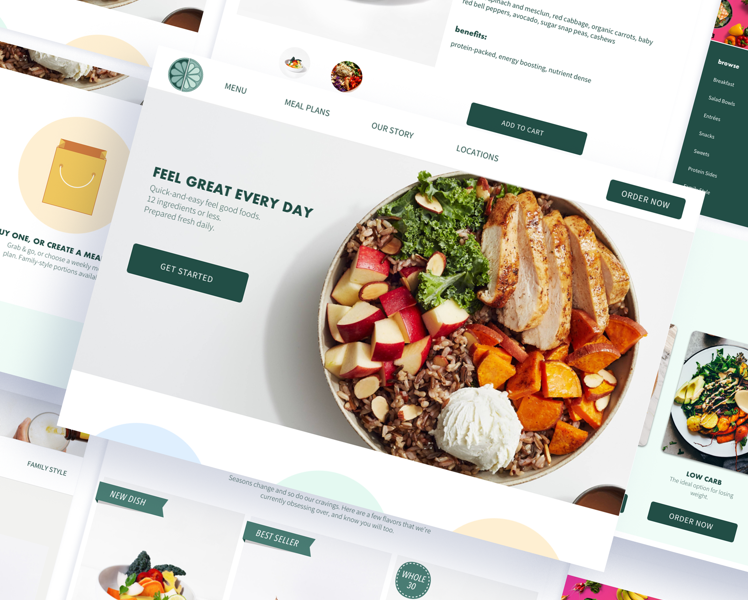 spinach and mesclun, red cabbage, organic carrots, baby
red bell peppers, avocado, sugar snap peas, cashews
benefits:
protein-packed, energy boosting, nutrient dense
ADD TO CART
browse
Breakfast
Salad Bowls
Entrées
Snacks
Sweets
Protein Sides
MENU
MEAL PLANS
OUR STORY
LOCATIONS
ORDER NOW
FEEL GREAT EVERY DAY
Quick-and-easy feel good foods.
12 ingredients or less.
Prepared fresh daily.
GET STARTED
UY ONE, OR CREATE A MEA
Grab & go, or choose a weekly m
plan. Family-style portions availa
FAMILY STYLE
LOW CARB
The ideal option for losing
weight.
ORDER NOW
Seasons change and so do our cravings. Here are a few flavors that we're
currently obsessing over, and know you will too.
NEW DISH
BEST SELLER
WHOLE
30